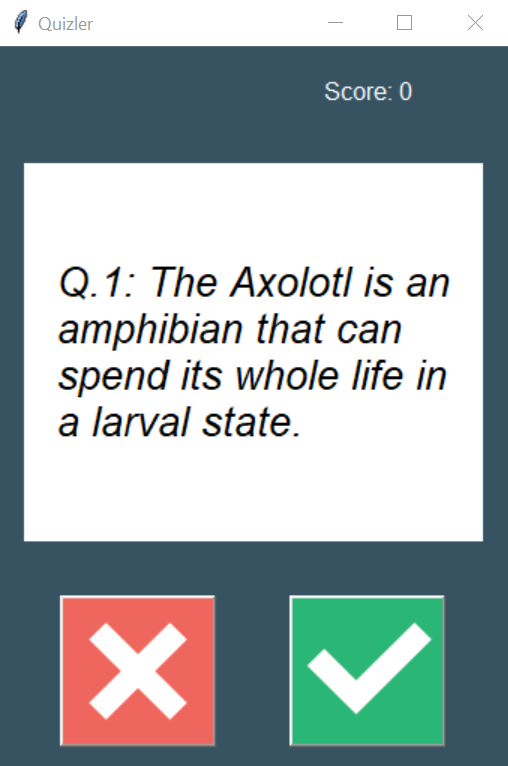 Quizler
Score: 0
Q.1: The Axolotl is an
amphibian that can
spend its whole life in
a larval state.